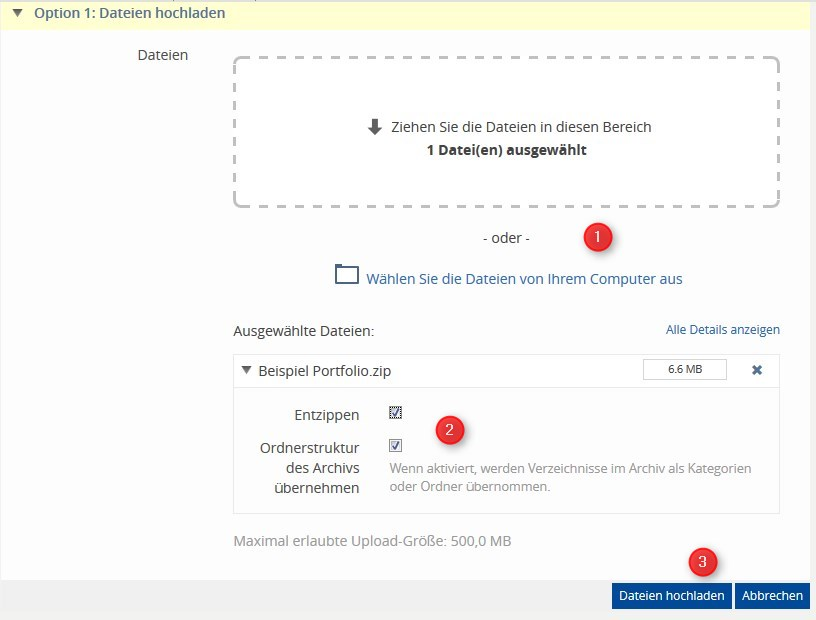 Option 1: Dateien hochladen
Dateien
Ziehen Sie die Dateien in diesen Bereich
1 Datei(en) ausgewählt
- oder -
1
Wählen Sie die Dateien von Ihrem Computer aus
Ausgewählte Dateien:
Alle Details anzeigen
Beispiel Portfolio.zip
6.6 MB
Entzippen
2
Ordnerstruktur
des Archivs
übernehmen
Wenn aktiviert, werden Verzeichnisse im Archiv als Kategorien
oder Ordner übernommen.
Maximal erlaubte Upload-Größe: 500,0 MB
3
Dateien hochladen
Abbrechen